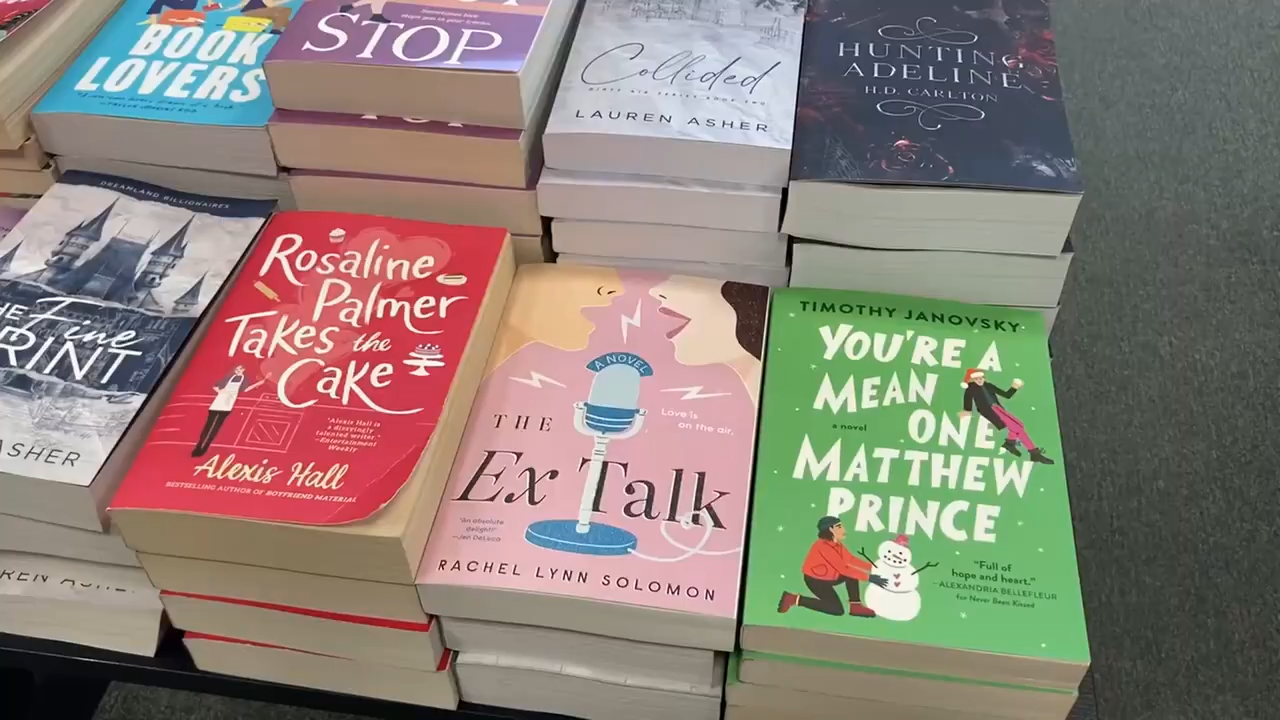 BOOK
LOVERS
STOP
Collided
LAUREN ASHER
HUNTING
ADELINE
H.D. CARLTON
DREAMLAND BILLIONAIRES
Fine
PRINT
ASHER
Rosaline
Palmer
Takes the
Cake
"Alexis Hall is
a dizzyingly
talented writer."
—Entertainment
Weekly
Alexis Hall
BESTSELLING AUTHOR OF BOYFRIEND MATERIAL
A NOVEL
Love is
on the air.
THE
Ex Talk
"An absolute
delight!"
—Jen DeLuca
RACHEL LYNN SOLOMON
TIMOTHY JANOVSKY
YOU'RE A
MEAN
a novel
ONE,
MATTHEW
PRINCE
"Full of
hope and heart."
—ALEXANDRIA BELLEFLEUR
for Never Been Kissed